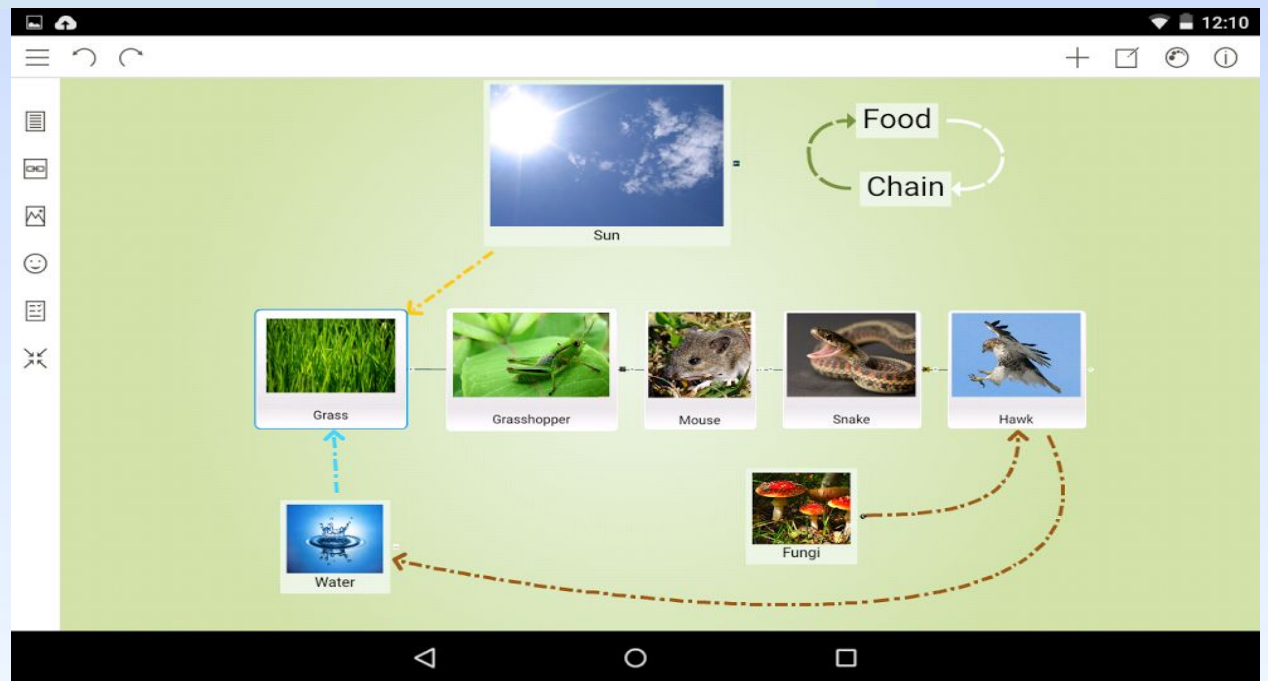 12:10
Food
Chain
Sun
Grass
Grasshopper
Mouse
Snake
Hawk
Fungi
Water